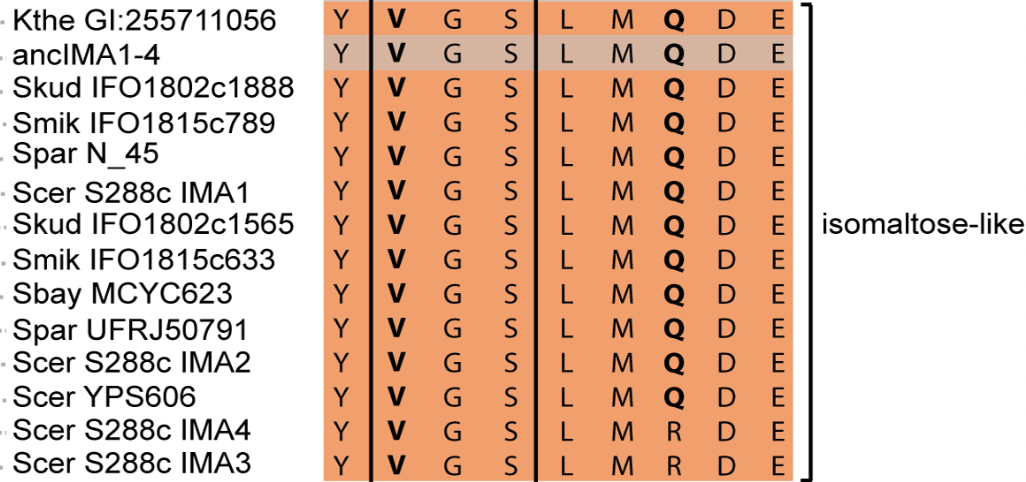 Kthe GI:255711056 Y V G S L M Q D E
ancIMA1-4 Y V G S L M Q D E
Skud IFO1802c1888 Y V G S L M Q D E
Smik IFO1815c789 Y V G S L M Q D E
Spar N_45 Y V G S L M Q D E
Scer S288c IMA1 Y V G S L M Q D E
Skud IFO1802c1565 Y V G S L M Q D E isomaltose-like
Smik IFO1815c633 Y V G S L M Q D E
Sbay MCYC623 Y V G S L M Q D E
Spar UFRJ50791 Y V G S L M Q D E
Scer S288c IMA2 Y V G S L M Q D E
Scer YPS606 Y V G S L M Q D E
Scer S288c IMA4 Y V G S L M R D E
Scer S288c IMA3 Y V G S L M R D E